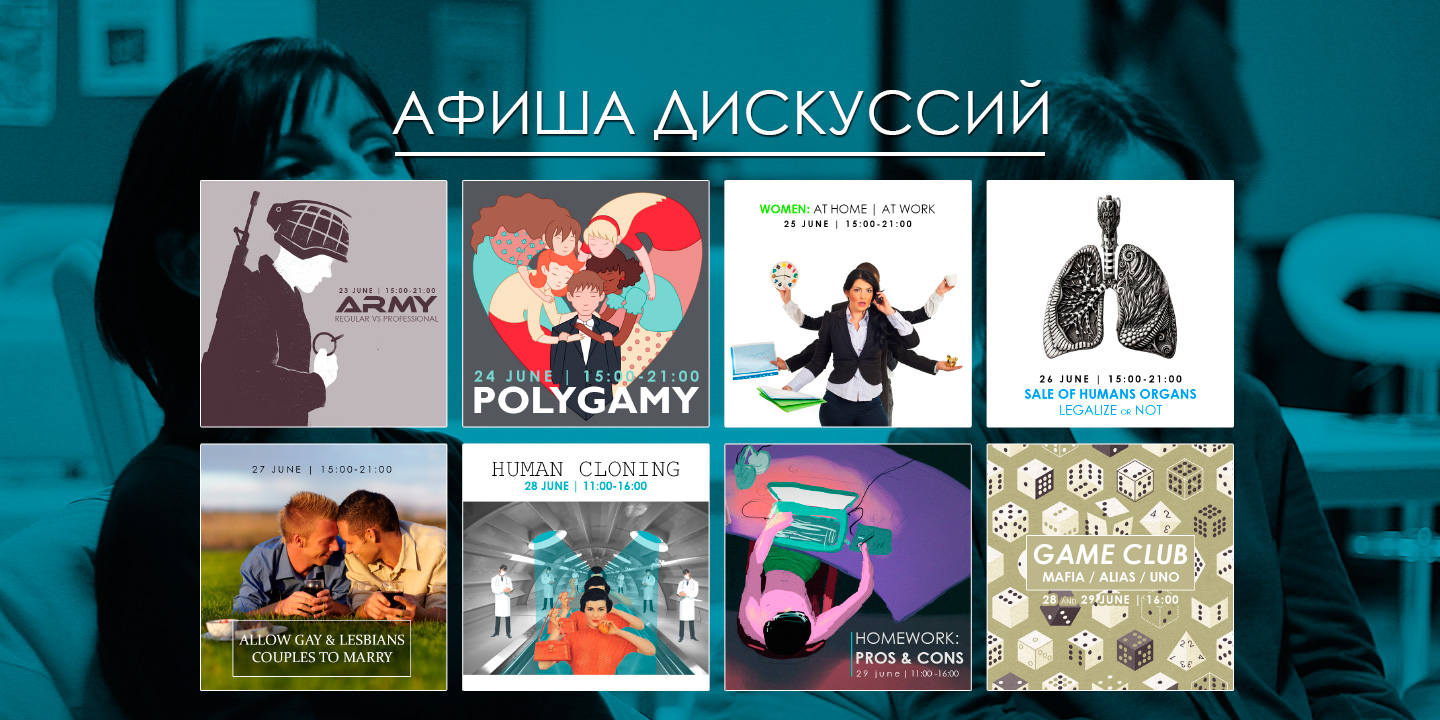 АФИША ДИСКУССИЙ
23 JUNE | 15:00-21:00
ARMY
REGULAR VS PROFESSIONAL
24 JUNE | 15:00-21:00
POLYGAMY
WOMEN: AT HOME | AT WORK
25 JUNE | 15:00-21:00
26 JUNE | 15:00-21:00
SALE OF HUMANS ORGANS
LEGALIZE OR NOT
27 JUNE | 15:00-21:00
ALLOW GAY & LESBIANS
COUPLES TO MARRY
HUMAN CLONING
28 JUNE | 11:00-16:00
HOMEWORK:
PROS & CONS
29 june | 11:00-16:00
GAME CLUB
MAFIA / ALIAS / UNO
28 AND 29 JUNE | 16:00